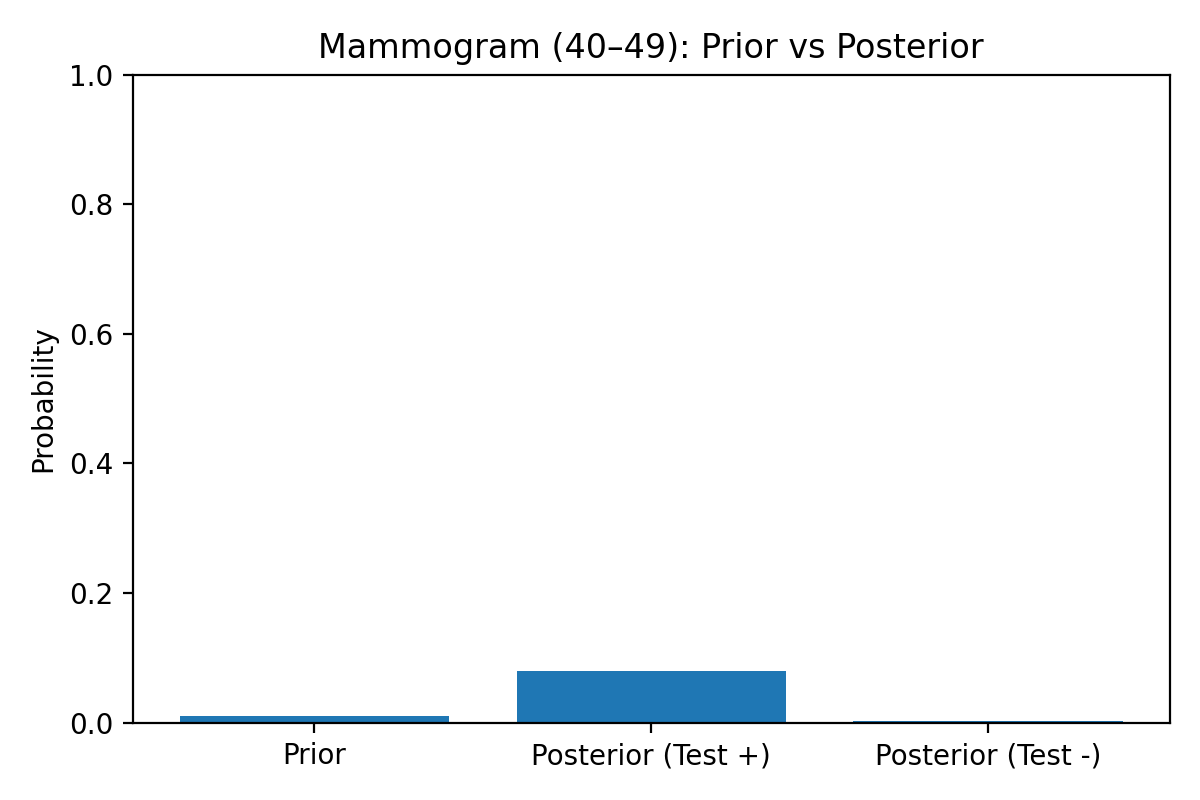 Mammogram (40–49): Prior vs Posterior
1.0
0.8
0.6
0.4
0.2
0.0
Probability
Prior
Posterior (Test +)
Posterior (Test -)